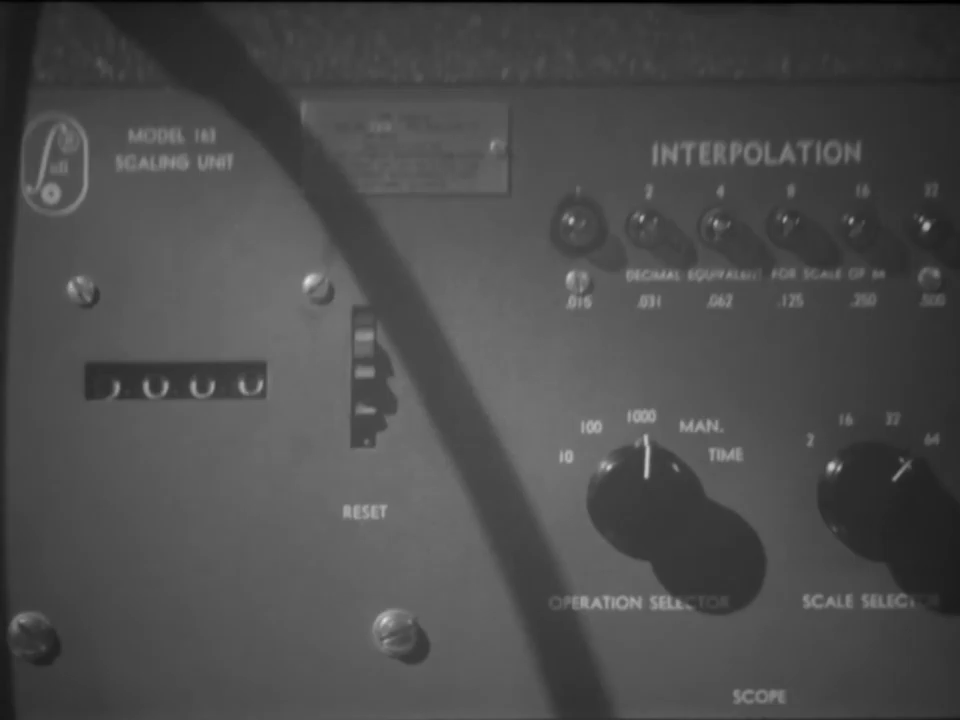 MODEL 163
SCALING UNIT
INTERPOLATION
1 2 4 8 16 32
DECIMAL EQUIVALENT FOR SCALE OF 64
.015 .031 .062 .125 .250 .500
10 100 1000 MAN.
TIME
2 16 32 64
RESET
OPERATION SELECTOR
SCALE SELECTOR
SCOPE